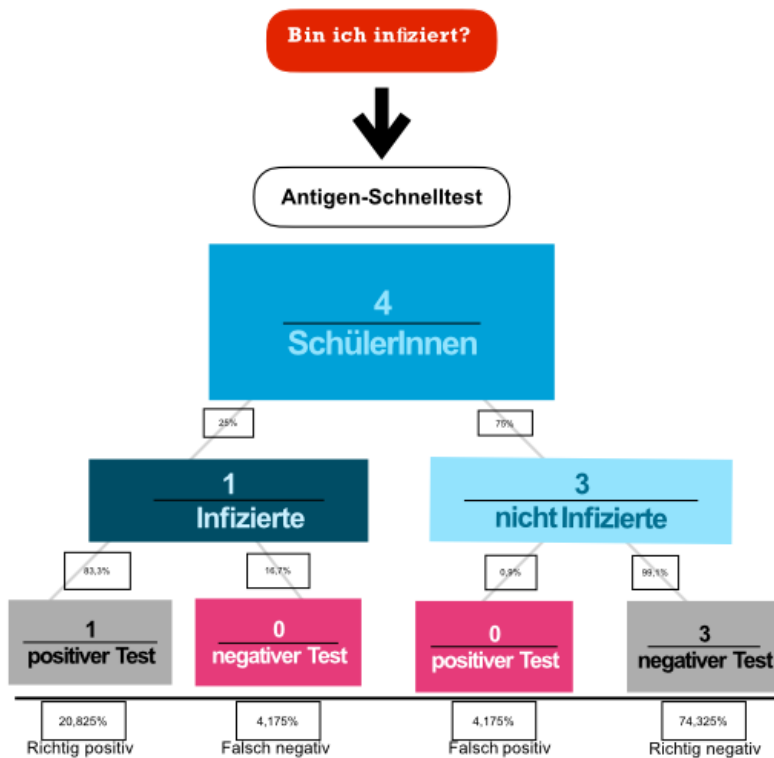 Bin ich infiziert?
Antigen-Schnelltest
4
SchülerInnen
25%
75%
1
Infizierte
3
nicht Infizierte
83,3%
16,7%
0,9%
99,1%
1
positiver Test
0
negativer Test
0
positiver Test
3
negativer Test
20,825%
4,175%
4,175%
74,325%
Richtig positiv
Falsch negativ
Falsch positiv
Richtig negativ